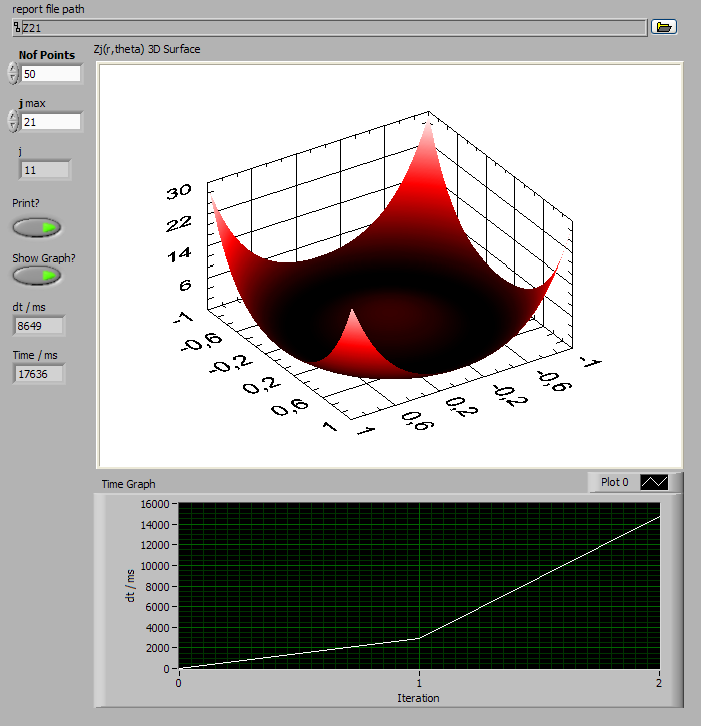 report file path
Z21
Nof Points
50
j max
21
j
11
Print?
Show Graph?
dt / ms
8649
Time / ms
17636
Zj(r,theta) 3D Surface
30
22
14
6
-1
-0,6
-0,2
0,2
0,6
1
1
0,6
0,2
-0,2
-0,6
-1
Time Graph
Plot 0
16000
14000
12000
10000
8000
6000
4000
2000
0
dt / ms
0
1
2
Iteration